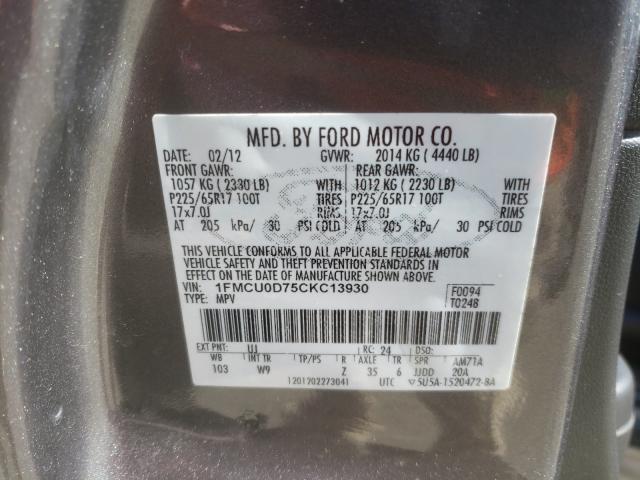 MFD. BY FORD MOTOR CO.
DATE: 02/12 GVWR: 2014 KG ( 4440 LB)
FRONT GAWR: REAR GAWR:
1057 KG ( 2330 LB) WITH 1012 KG ( 2230 LB) WITH
P225/65R17 100T TIRES P225/65R17 100T TIRES
17x7.0J RIMS 17x7.0J RIMS
AT 205 kPa/ 30 PSI COLD AT 205 kPa/ 30 PSI COLD
THIS VEHICLE CONFORMS TO ALL APPLICABLE FEDERAL MOTOR
VEHICLE SAFETY AND THEFT PREVENTION STANDARDS IN
EFFECT ON THE DATE OF MANUFACTURE SHOWN ABOVE.
VIN: 1FMCU0D75CKC13930 F0094
TYPE: MPV T0248
EXT PNT: UJ RC: 24 DSO:
WB INT TR TP/PS R AXLE TR SPR AM71A
103 W9 Z 35 6 JJDD 20A
1201202273041 UTC 5U5A-1520472-BA